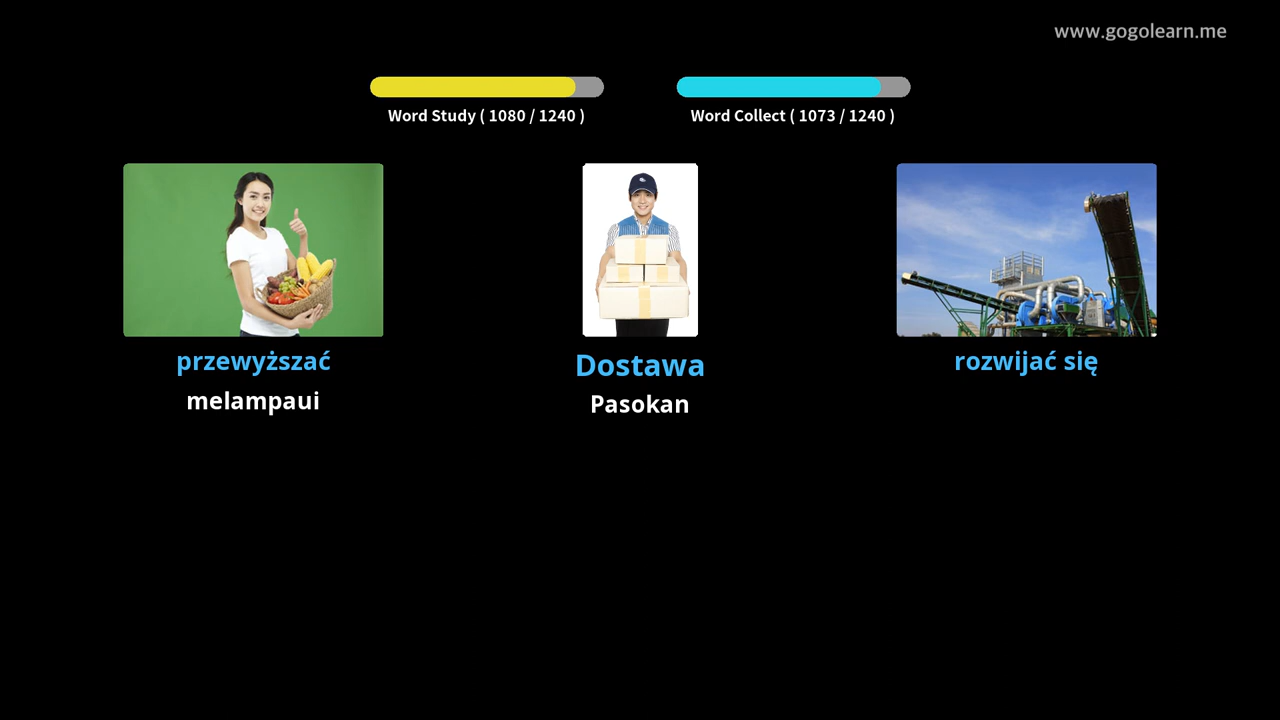 www.gogolearn.me
Word Study ( 1080 / 1240 )
Word Collect ( 1073 / 1240 )
przewyższać
melampaui
Dostawa
Pasokan
rozwijać się